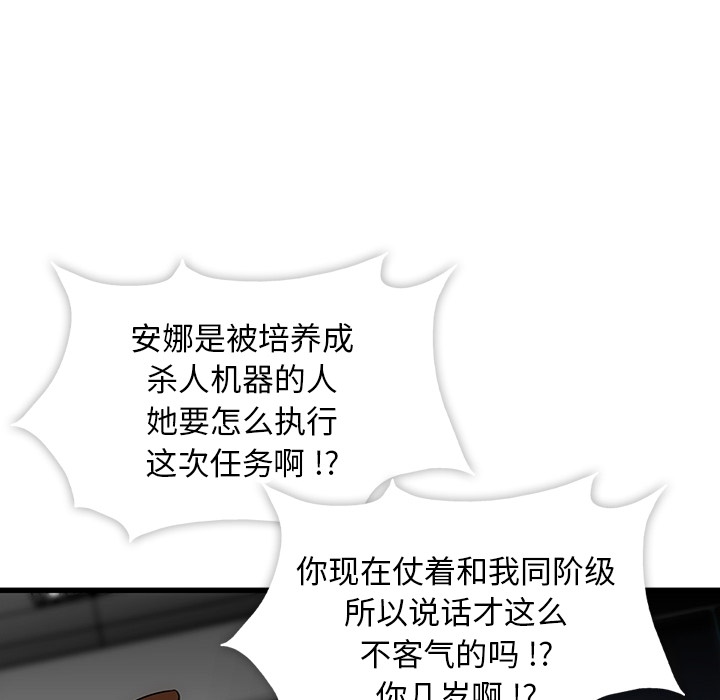 安娜是被培养成
杀人机器的人
她要怎么执行
这次任务啊!?
你现在仗着和我同阶级
所以说话才这么
不客气的吗!?
你几岁啊!?